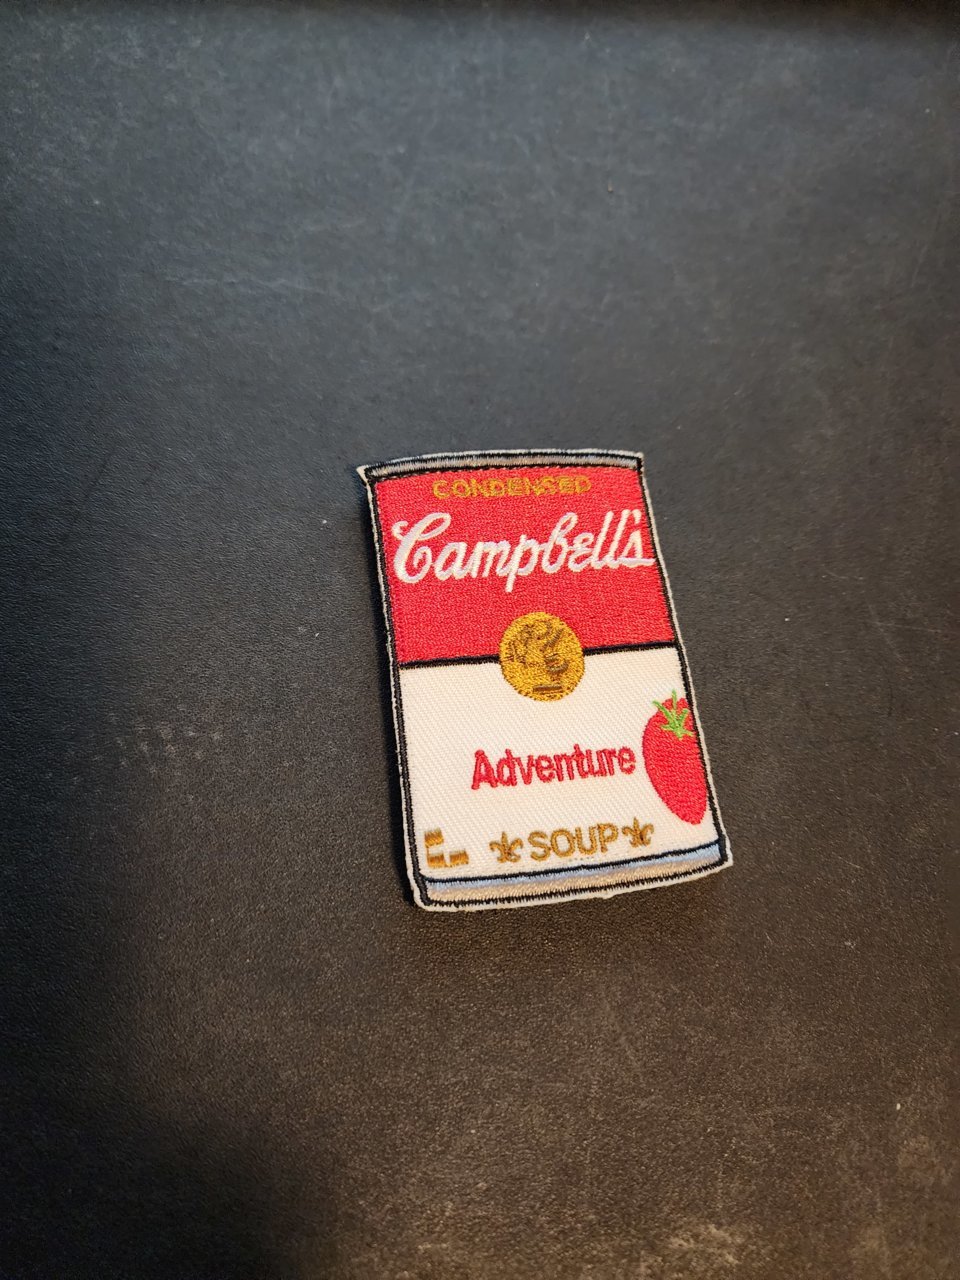 CONDENSED
Campbell's
Adventure
SOUP